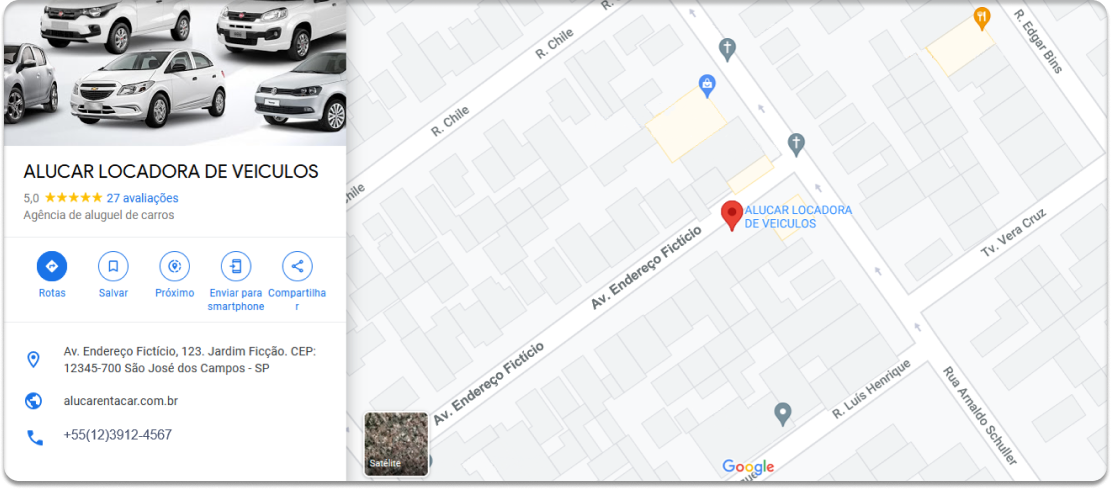 ALUCAR LOCADORA DE VEICULOS
5,0 ★★★★★ 27 avaliações
Agência de aluguel de carros
Rotas
Salvar
Próximo
Enviar para
smartphone
Compartilha
r
Av. Endereço Fictício, 123. Jardim Ficção. CEP:
12345-700 São José dos Campos - SP
alucarentacar.com.br
+55(12)3912-4567
R. Chile
R. Chile
R. Edgar Bins
ALUCAR LOCADORA
DE VEICULOS
Av. Endereço Fictício
Tv. Vera Cruz
Av. Endereço Fictício
R. Luís Henrique
Rua Arnaldo Schuller
Satélite
Google